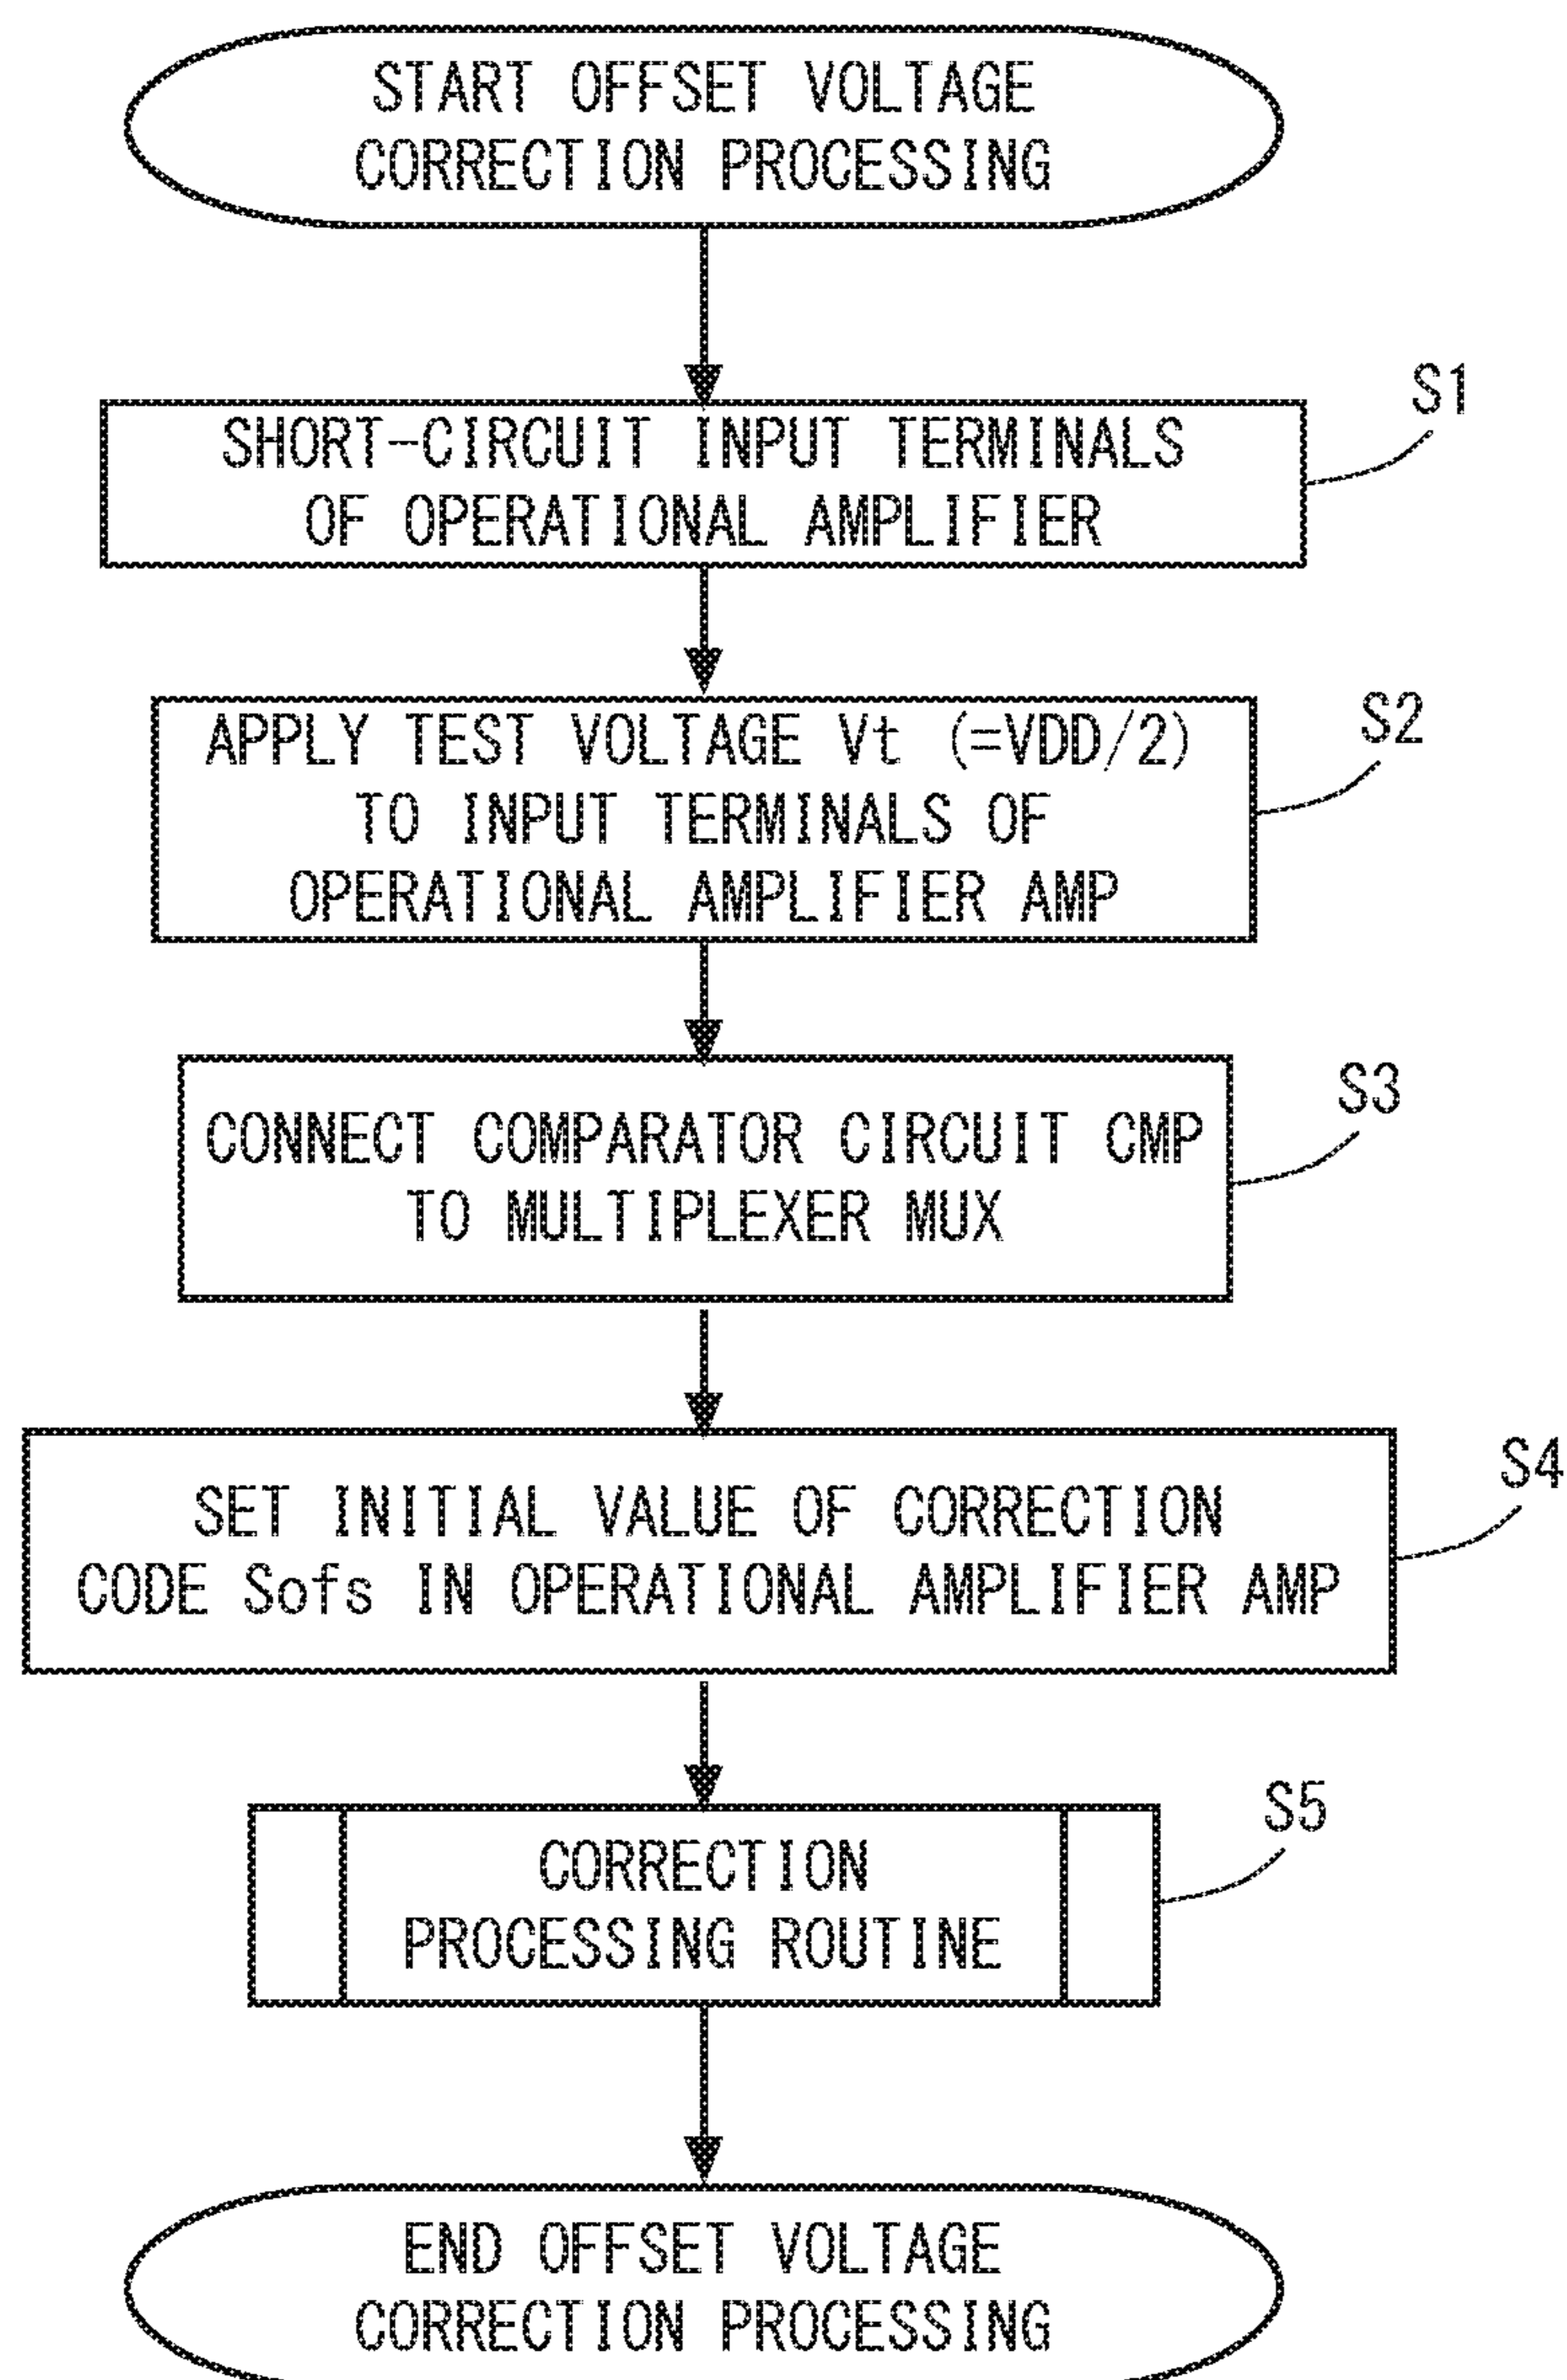 START OFFSET VOLTAGE
CORRECTION PROCESSING
S1
SHORT-CIRCUIT INPUT TERMINALS
OF OPERATIONAL AMPLIFIER
S2
APPLY TEST VOLTAGE Vt (=VDD/2)
TO INPUT TERMINALS OF
OPERATIONAL AMPLIFIER AMP
S3
CONNECT COMPARATOR CIRCUIT CMP
TO MULTIPLEXER MUX
S4
SET INITIAL VALUE OF CORRECTION
CODE Sofs IN OPERATIONAL AMPLIFIER AMP
S5
CORRECTION
PROCESSING ROUTINE
END OFFSET VOLTAGE
CORRECTION PROCESSING